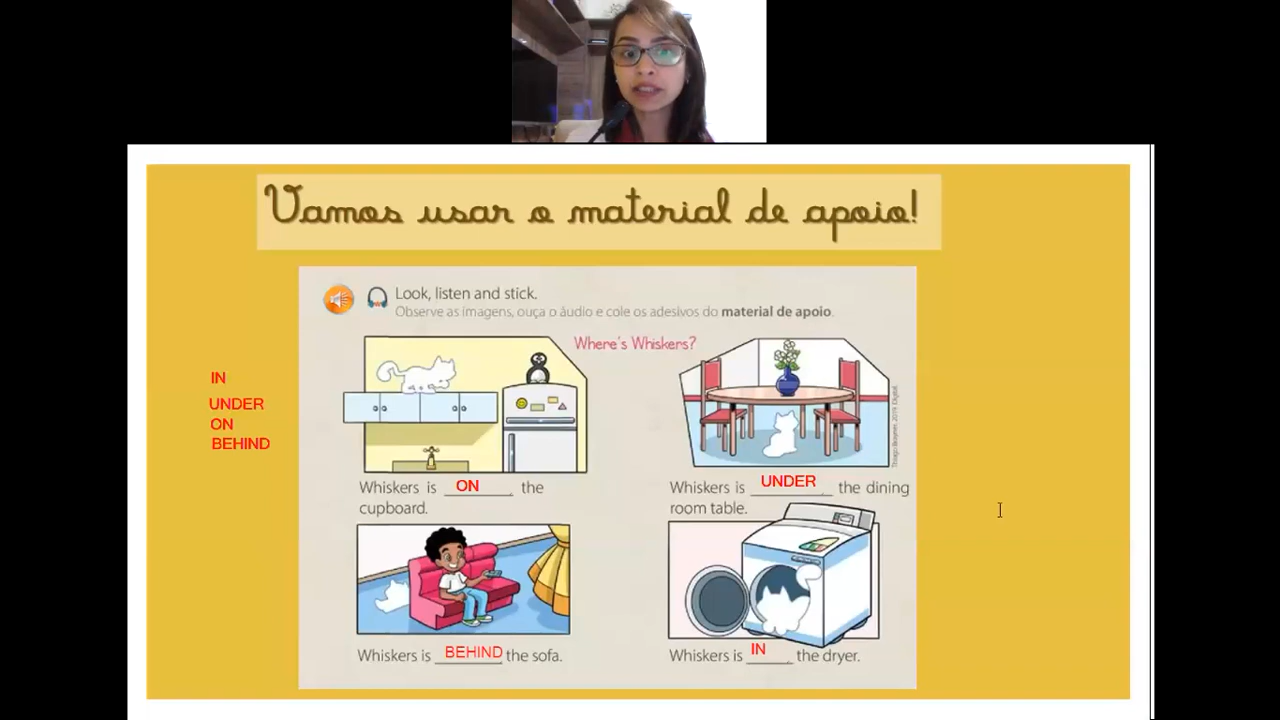 Vamos usar o material de apoio!
Look, listen and stick.
Observe as imagens, ouça o áudio e cole os adesivos do material de apoio.
Where's Whiskers?
IN
UNDER
ON
BEHIND
Whiskers is ON the
cupboard.
Whiskers is UNDER the dining
room table.
Whiskers is BEHIND the sofa.
Whiskers is IN the dryer.